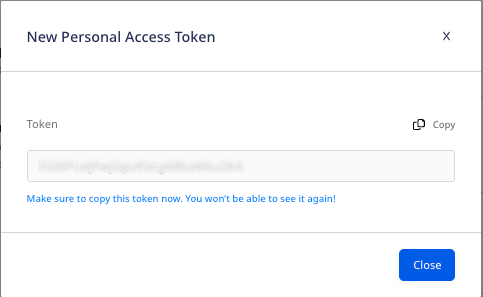 New Personal Access Token
X
Token
Copy
Make sure to copy this token now. You won't be able to see it again!
Close